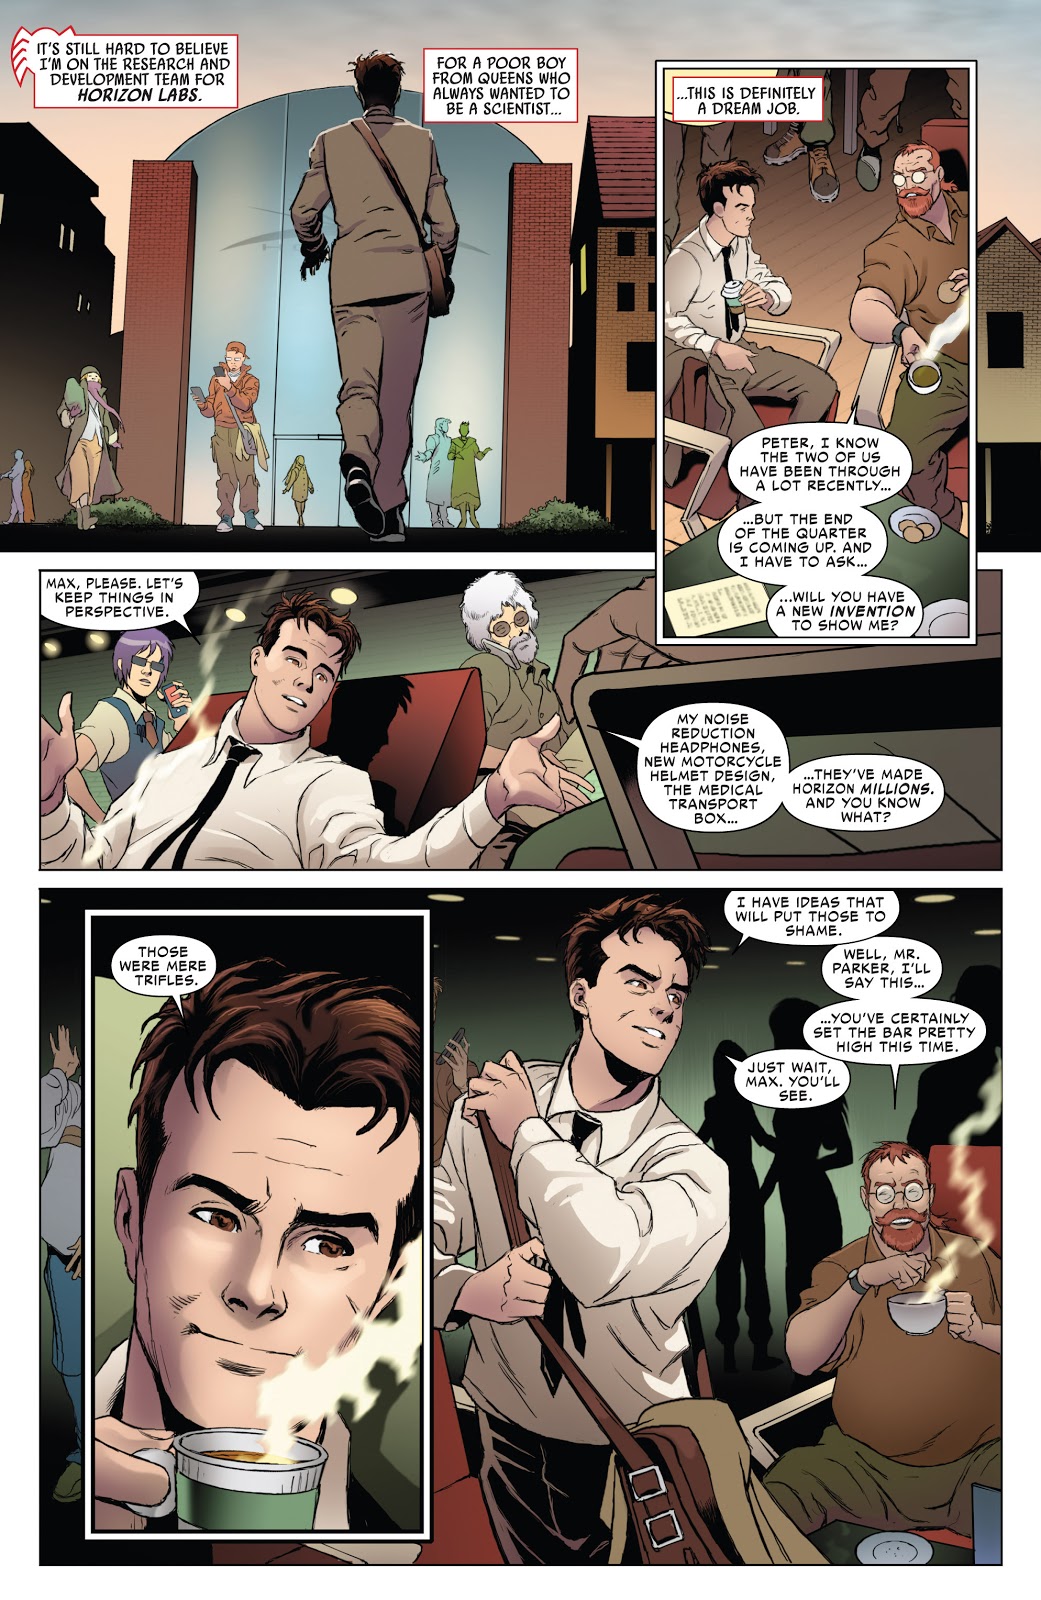 IT'S STILL HARD TO BELIEVE
I'M ON THE RESEARCH AND
DEVELOPMENT TEAM FOR
HORIZON LABS.
FOR A POOR BOY
FROM QUEENS WHO
ALWAYS WANTED TO
BE A SCIENTIST...
...THIS IS DEFINITELY
A DREAM JOB.
PETER, I KNOW
THE TWO OF US
HAVE BEEN THROUGH
A LOT RECENTLY...
...BUT THE END
OF THE QUARTER
IS COMING UP. AND
I HAVE TO ASK...
...WILL YOU HAVE
A NEW INVENTION
TO SHOW ME?
MAX, PLEASE. LET'S
KEEP THINGS IN
PERSPECTIVE.
MY NOISE
REDUCTION
HEADPHONES,
NEW MOTORCYCLE
HELMET DESIGN,
THE MEDICAL
TRANSPORT
BOX...
...THEY'VE MADE
HORIZON MILLIONS.
AND YOU KNOW
WHAT?
THOSE
WERE MERE
TRIFLES.
I HAVE IDEAS THAT
WILL PUT THOSE TO
SHAME.
WELL, MR.
PARKER, I'LL
SAY THIS...
...YOU'VE CERTAINLY
SET THE BAR PRETTY
HIGH THIS TIME.
JUST WAIT,
MAX. YOU'LL
SEE.